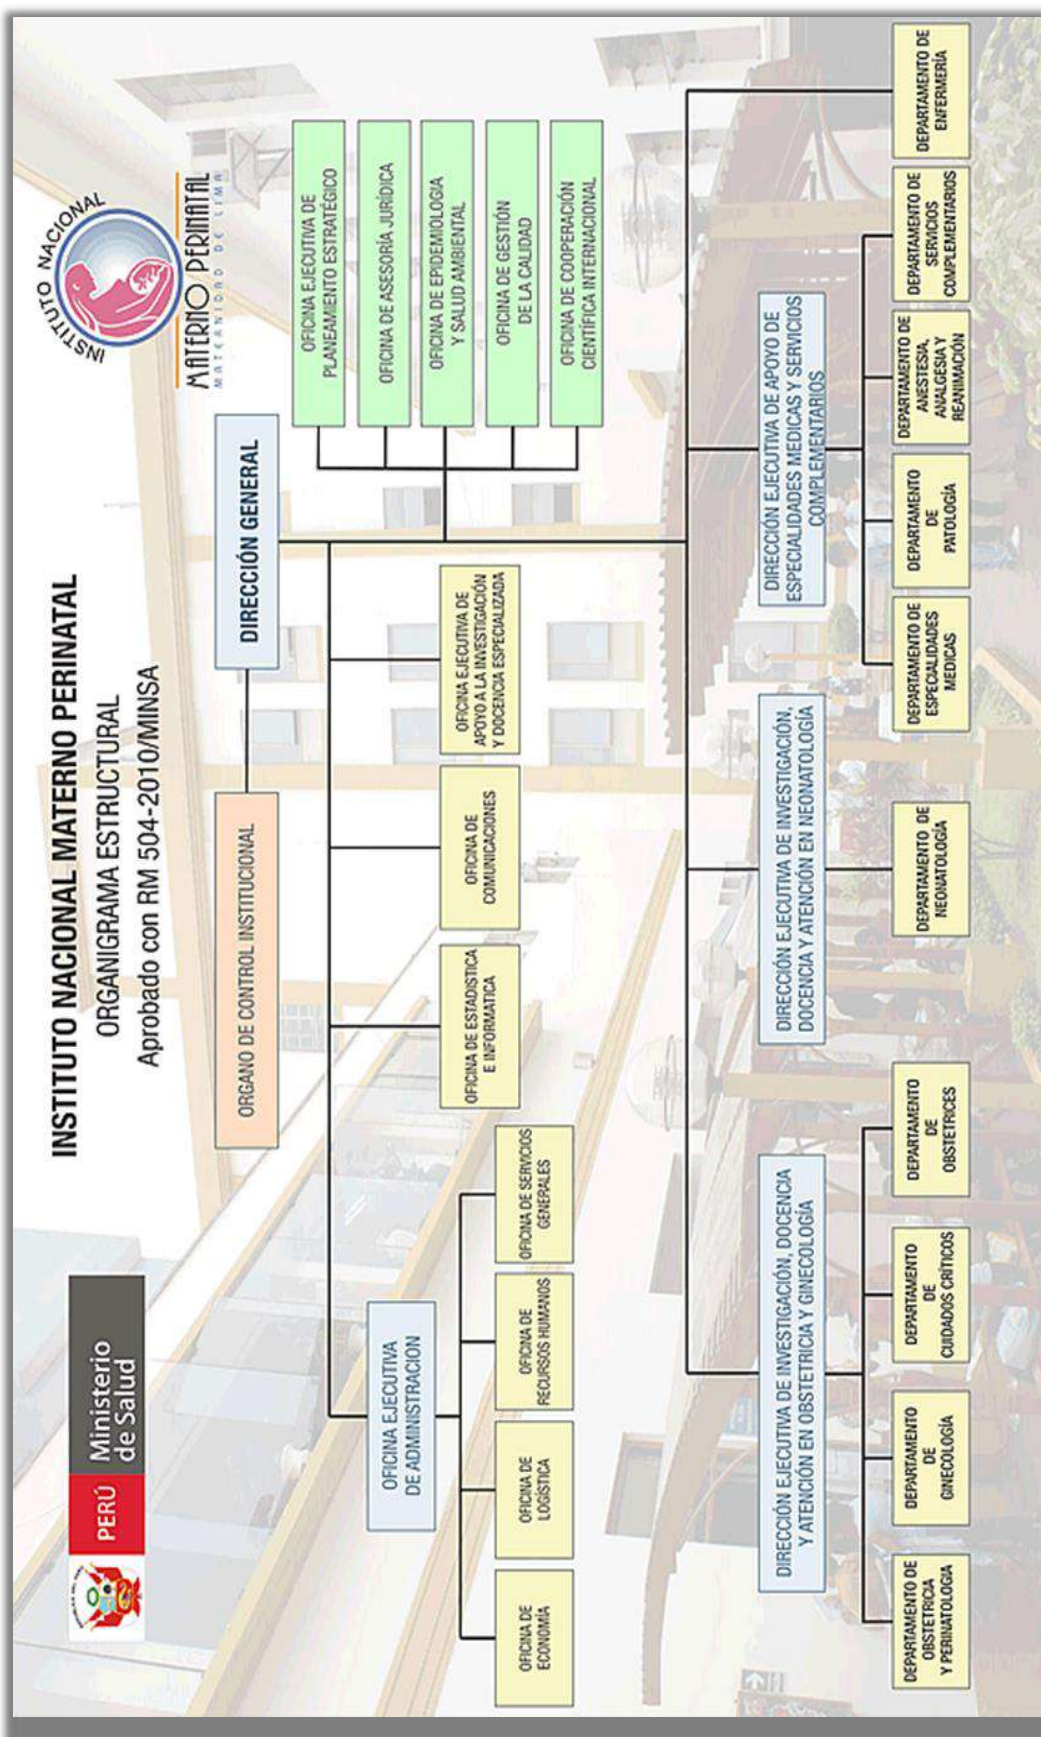 PERÚ
Ministerio
de Salud
INSTITUTO NACIONAL MATERNO PERINATAL
ORGANIGRAMA ESTRUCTURAL
Aprobado con RM 504-2010/MINSA
INSTITUTO NACIONAL
MATERNO PERINATAL
MATERNIDAD DE LIMA
ORGANO DE CONTROL INSTITUCIONAL
DIRECCIÓN GENERAL
OFICINA EJECUTIVA DE
PLANEAMIENTO ESTRATÉGICO
OFICINA DE ASESORÍA JURÍDICA
OFICINA DE EPIDEMIOLOGIA
Y SALUD AMBIENTAL
OFICINA DE GESTIÓN
DE LA CALIDAD
OFICINA DE COOPERACIÓN
CIENTÍFICA INTERNACIONAL
OFICINA EJECUTIVA
DE ADMINISTRACION
OFICINA DE
ECONOMÍA
OFICINA DE
LOGÍSTICA
OFICINA DE
RECURSOS HUMANOS
OFICINA DE SERVICIOS
GENERALES
OFICINA DE ESTADISTICA
E INFORMATICA
OFICINA DE
COMUNICACIONES
OFICINA EJECUTIVA DE
APOYO A LA INVESTIGACIÓN
Y DOCENCIA ESPECIALIZADA
DIRECCIÓN EJECUTIVA DE INVESTIGACIÓN, DOCENCIA
Y ATENCIÓN EN OBSTETRICIA Y GINECOLOGÍA
DEPARTAMENTO DE
OBSTETRICIA
Y PERINATOLOGIA
DEPARTAMENTO
DE
GINECOLOGÍA
DEPARTAMENTO
DE
CUIDADOS CRÍTICOS
DEPARTAMENTO
DE
OBSTETRICES
DIRECCIÓN EJECUTIVA DE INVESTIGACIÓN,
DOCENCIA Y ATENCIÓN EN NEONATOLOGÍA
DEPARTAMENTO DE
NEONATOLOGÍA
DIRECCIÓN EJECUTIVA DE APOYO DE
ESPECIALIDADES MEDICAS Y SERVICIOS
COMPLEMENTARIOS
DEPARTAMENTO DE
ESPECIALIDADES
MEDICAS
DEPARTAMENTO
DE
PATOLOGÍA
DEPARTAMENTO DE
ANESTESIA,
ANALGESIA Y
REANIMACIÓN
DEPARTAMENTO DE
SERVICIOS
COMPLEMENTARIOS
DEPARTAMENTO DE
ENFERMERÍA